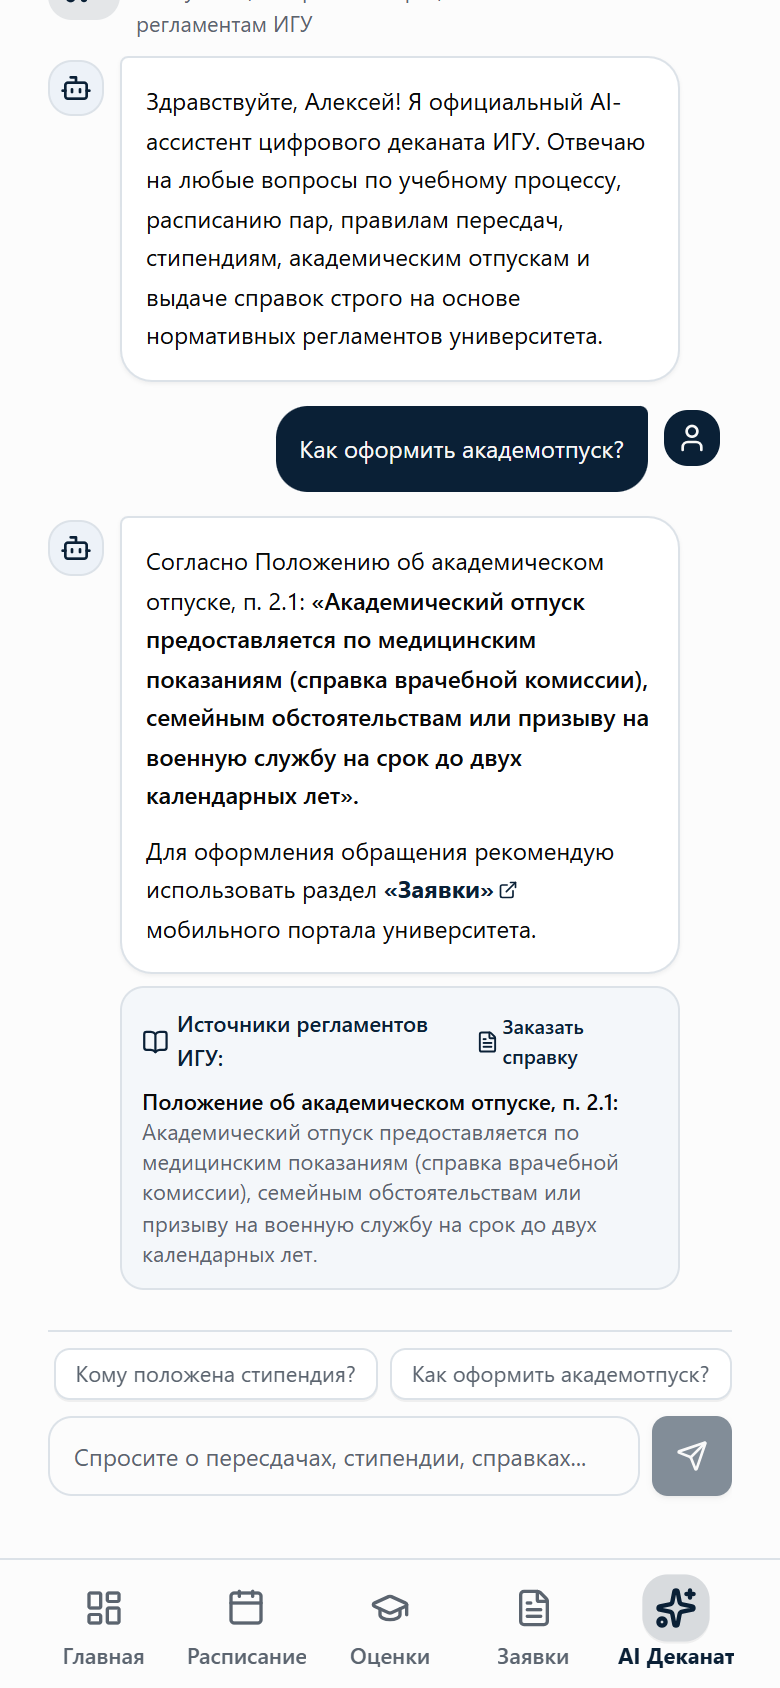 регламентам ИГУ
Здравствуйте, Алексей! Я официальный AI-
ассистент цифрового деканата ИГУ. Отвечаю
на любые вопросы по учебному процессу,
расписанию пар, правилам пересдач,
стипендиям, академическим отпускам и
выдаче справок строго на основе
нормативных регламентов университета.
Как оформить академотпуск?
Согласно Положению об академическом
отпуске, п. 2.1: «Академический отпуск
предоставляется по медицинским
показаниям (справка врачебной комиссии),
семейным обстоятельствам или призыву на
военную службу на срок до двух
календарных лет».
Для оформления обращения рекомендую
использовать раздел «Заявки»
мобильного портала университета.
Источники регламентов
ИГУ:
Заказать
справку
Положение об академическом отпуске, п. 2.1:
Академический отпуск предоставляется по
медицинским показаниям (справка врачебной
комиссии), семейным обстоятельствам или
призыву на военную службу на срок до двух
календарных лет.
Кому положена стипендия?
Как оформить академотпуск?
Спросите о пересдачах, стипендии, справках...
Главная
Расписание
Оценки
Заявки
AI Деканат